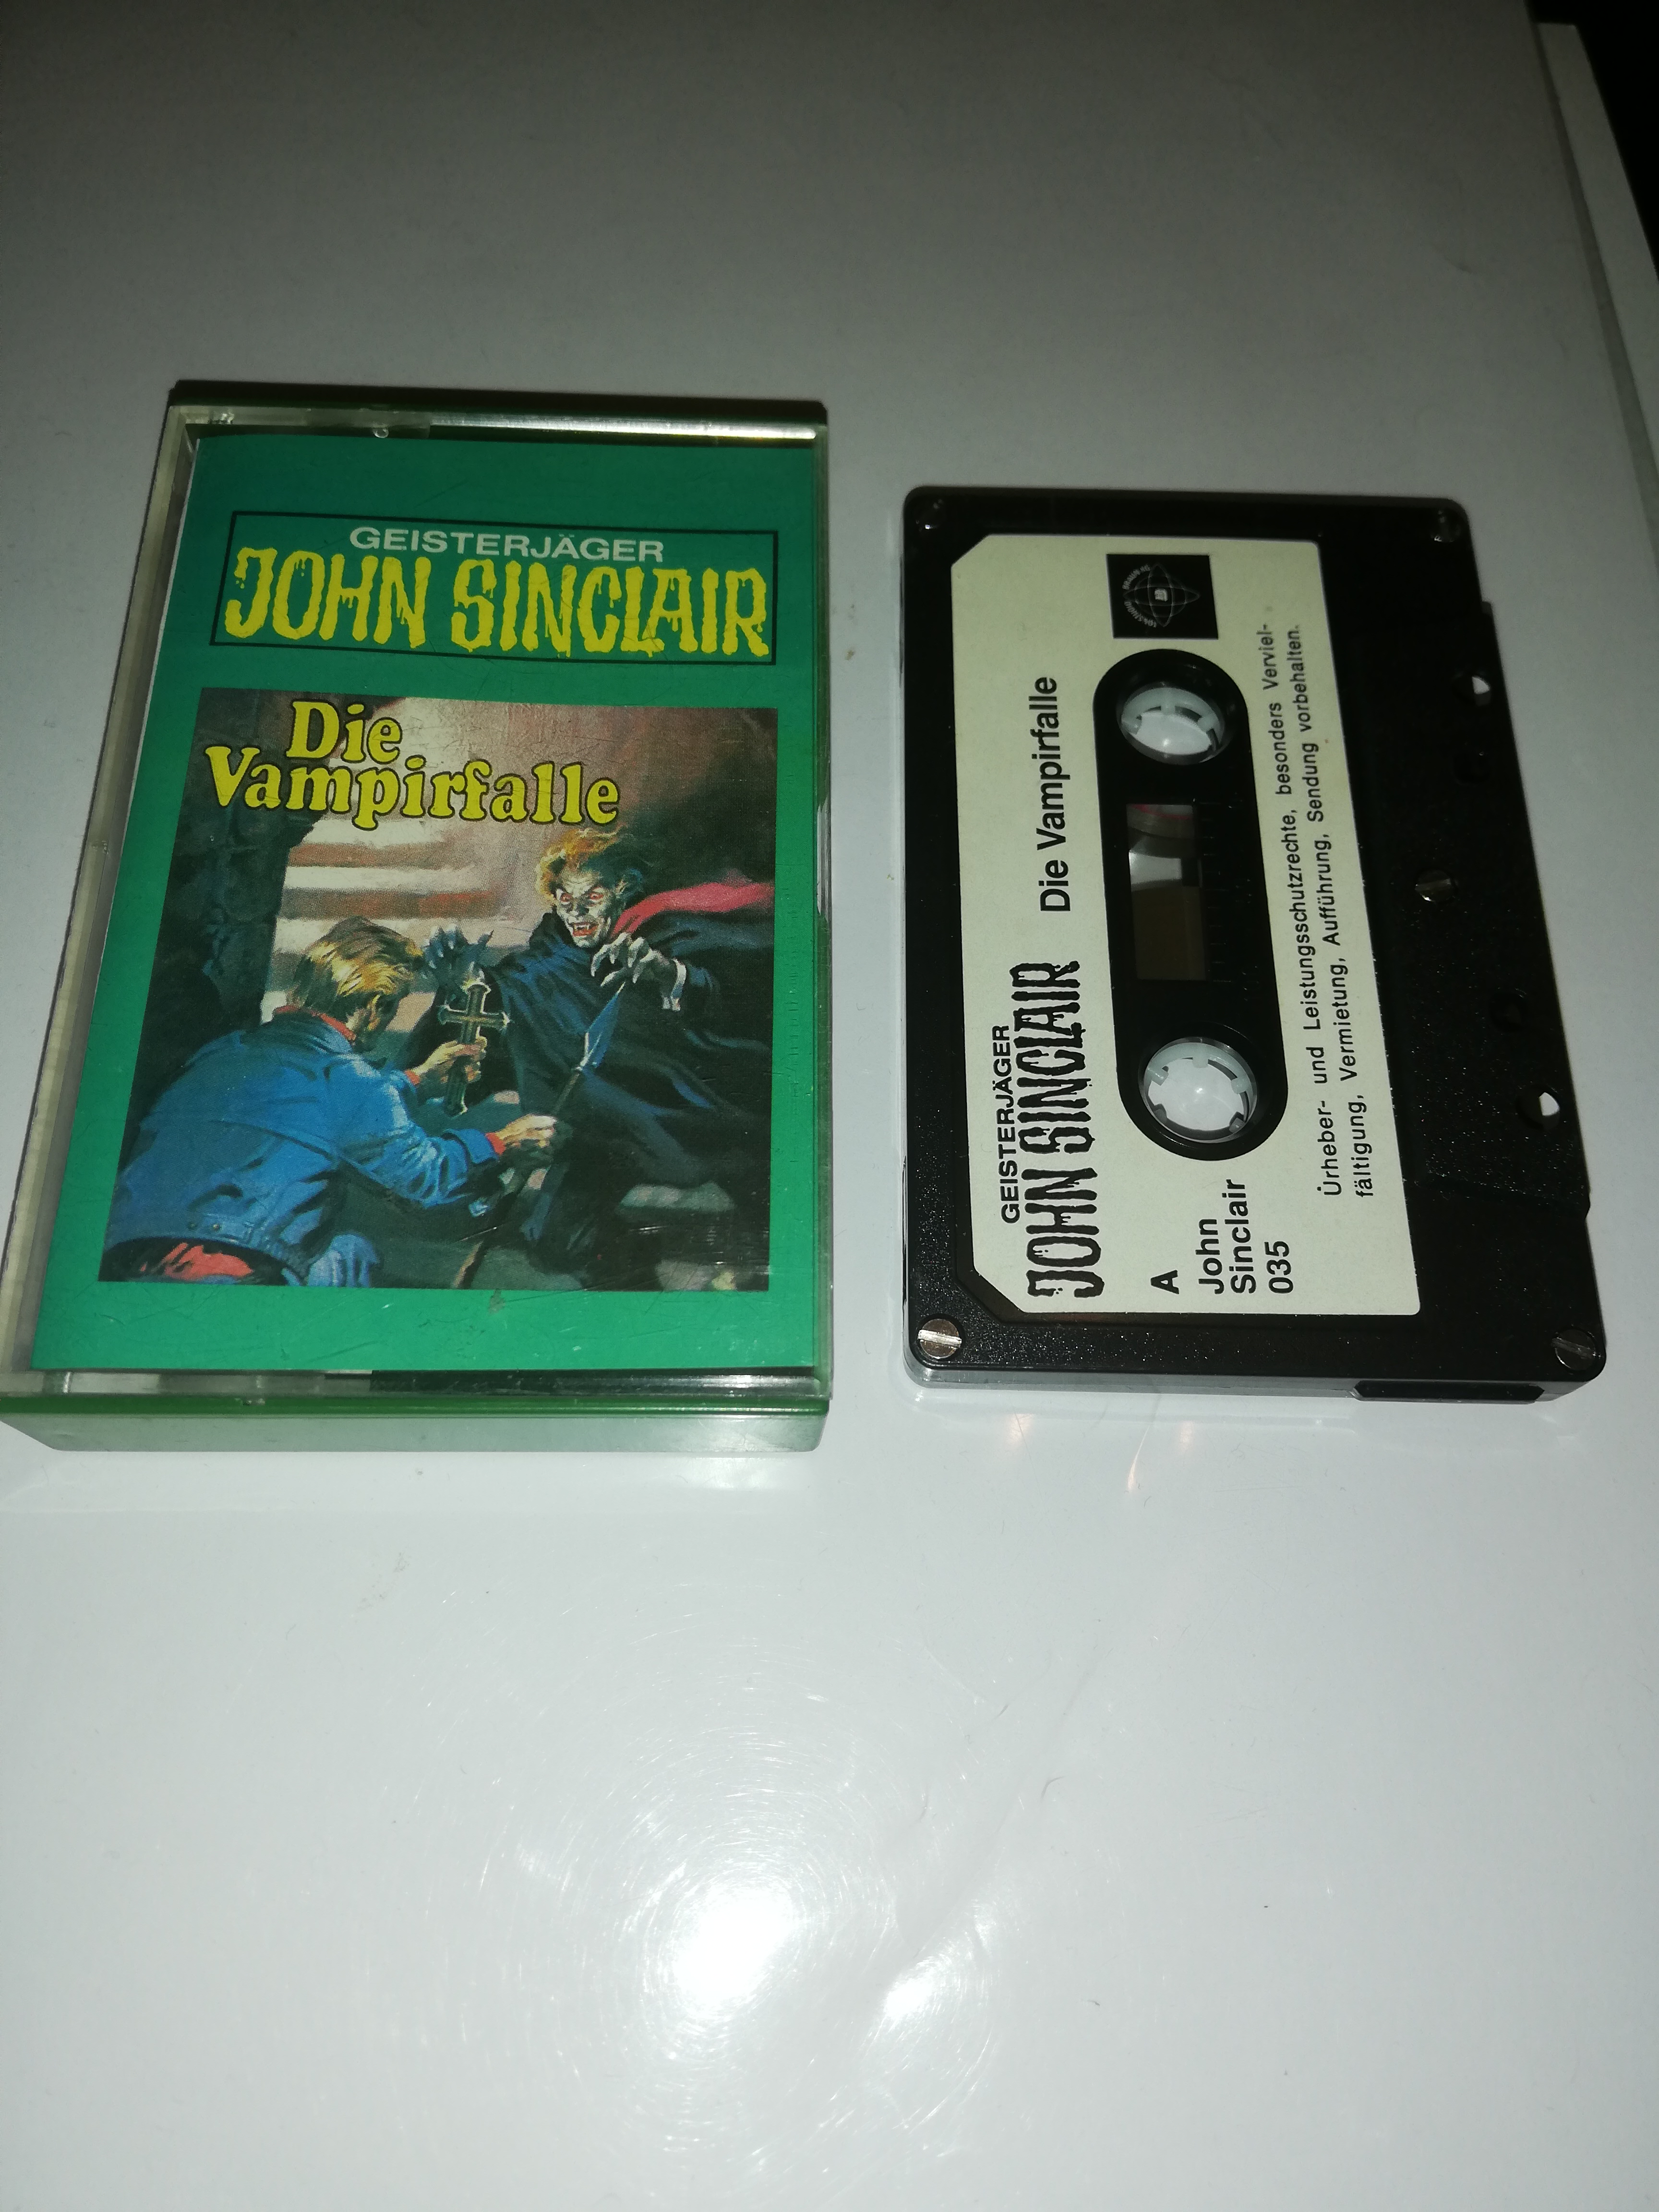 GEISTERJÄGER
JOHN SINCLAIR
Die
Vampirfalle
GEISTERJÄGER
JOHN SINCLAIR Die Vampirfalle
A
John
Sinclair
035
Urheber- und Leistungsschutzrechte, besonders Verviel-
fältigung, Vermietung, Aufführung, Sendung vorbehalten.